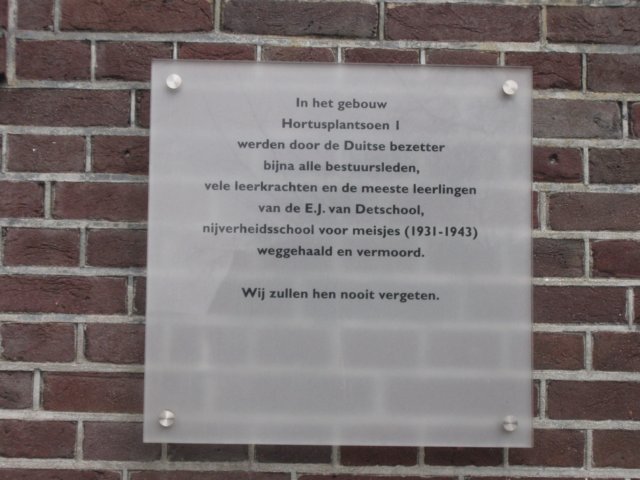 In het gebouw
Hortusplantsoen 1
werden door de Duitse bezetter
bijna alle bestuursleden,
vele leerkrachten en de meeste leerlingen
van de E.J. van Detschool,
nijverheidsschool voor meisjes (1931-1943)
weggehaald en vermoord.
Wij zullen hen nooit vergeten.